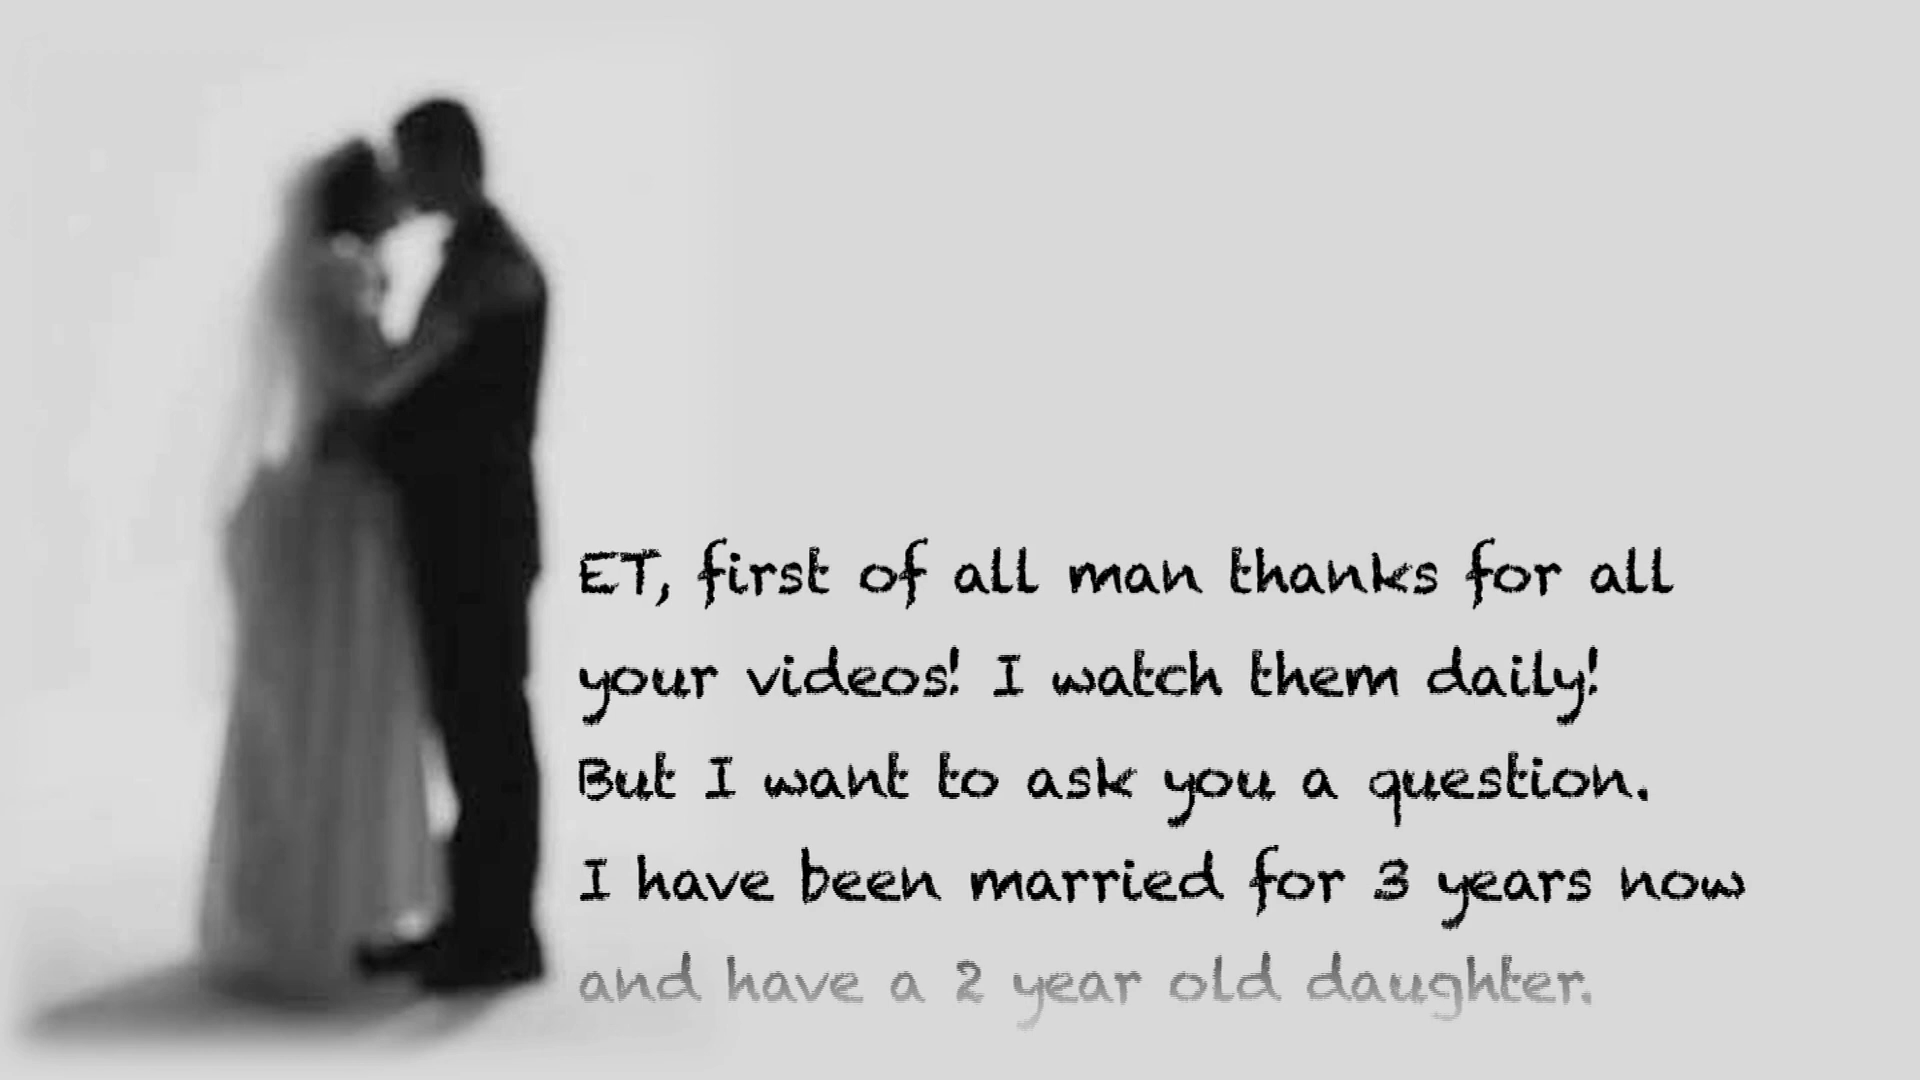 ET, first of all man thanks for all
your videos! I watch them daily!
But I want to ask you a question.
I have been married for 3 years now
and have a 2 year old daughter.